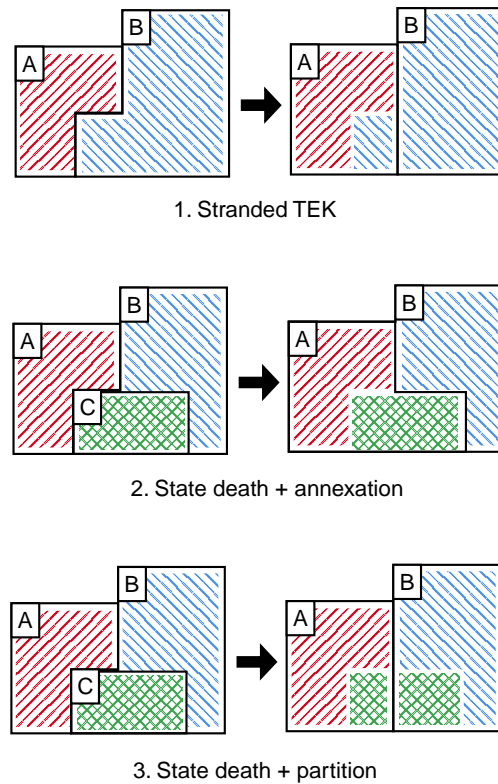 B
B
A
A
1. Stranded TEK
B
B
A
A
C
2. State death + annexation
B
B
A
A
C
3. State death + partition